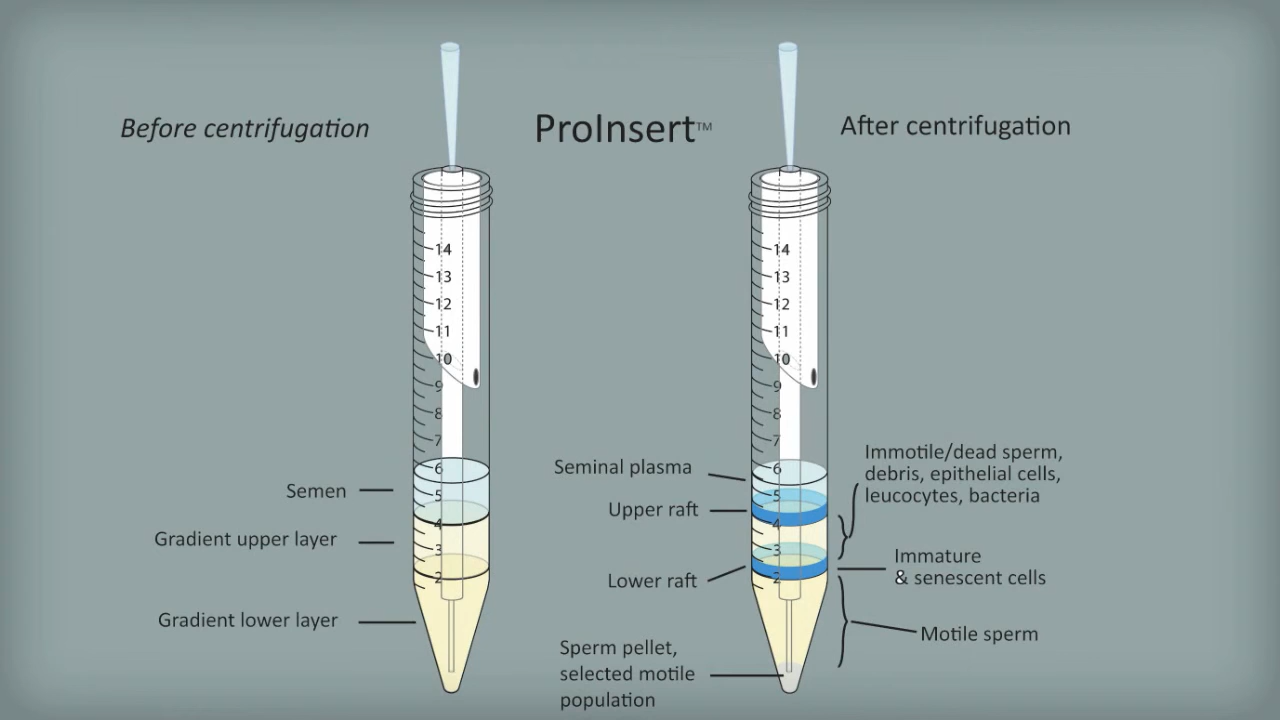 Before centrifugation
ProInsert™
After centrifugation
14
13
12
11
10
9
8
7
6
5
4
3
2
Semen
Gradient upper layer
Gradient lower layer
14
13
12
11
10
9
8
7
6
5
4
3
2
Seminal plasma
Upper raft
Lower raft
Sperm pellet,
selected motile
population
Immotile/dead sperm,
debris, epithelial cells,
leucocytes, bacteria
Immature
& senescent cells
Motile sperm